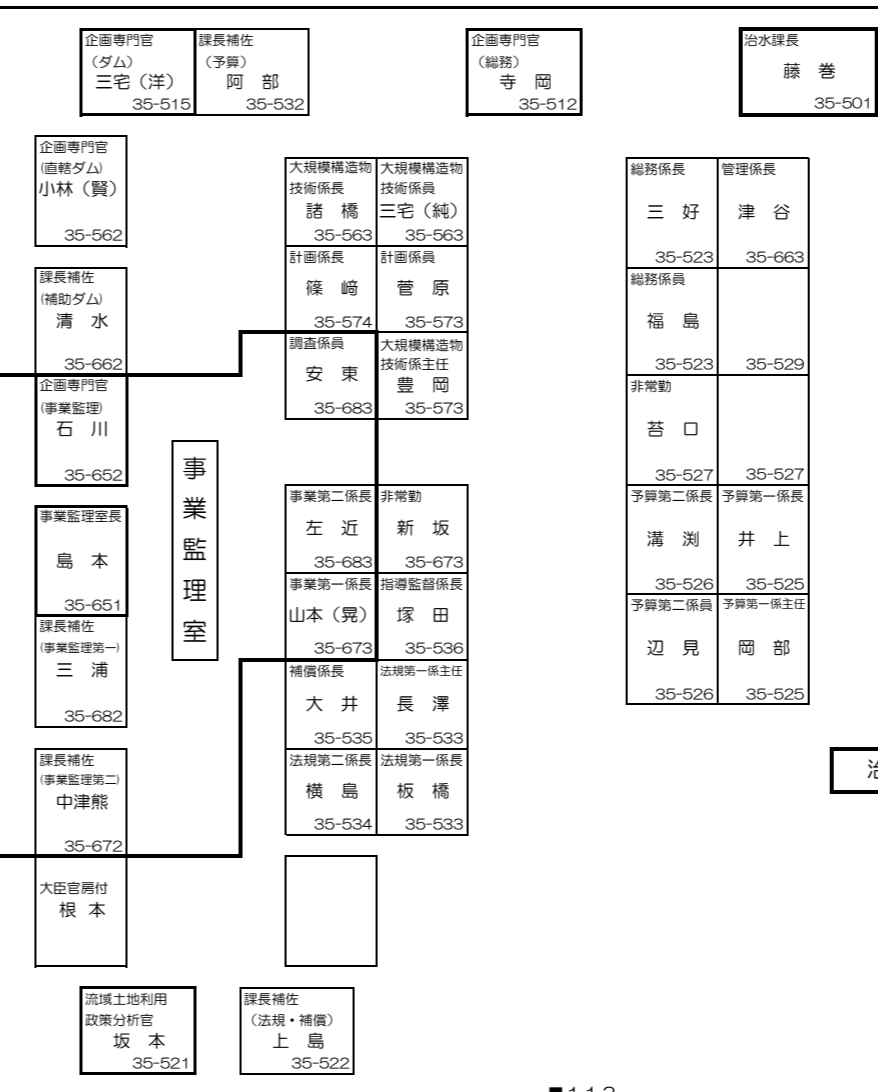 企画専門官
（ダム）
三宅（洋）
35-515
課長補佐
（予算）
阿　部
35-532
企画専門官
（総務）
寺　岡
35-512
治水課長
藤　巻
35-501
企画専門官
(直轄ダム)
小林（賢）
35-562
課長補佐
(補助ダム)
清　水
35-662
企画専門官
(事業監理)
石　川
35-652
事業監理室長
島　本
35-651
課長補佐
(事業監理第一)
三　浦
35-682
課長補佐
(事業監理第二)
中津熊
35-672
大臣官房付
根　本
事業監理室
大規模構造物
技術係長
諸　橋
35-563
大規模構造物
技術係員
三宅（純）
35-563
計画係長
篠　﨑
35-574
計画係員
菅　原
35-573
調査係員
安　東
35-683
大規模構造物
技術係主任
豊　岡
35-573
事業第二係長
左　近
35-683
非常勤
新　坂
35-673
事業第一係長
山本（晃）
35-673
指導監督係長
塚　田
35-536
補償係長
大　井
35-535
法規第一係主任
長　澤
35-533
法規第二係長
横　島
35-534
法規第一係長
板　橋
35-533
総務係長
三　好
35-523
管理係長
津　谷
35-663
総務係員
福　島
35-523
35-529
非常勤
苔　口
35-527
35-527
予算第二係長
溝　渕
35-526
予算第一係長
井　上
35-525
予算第二係員
辺　見
35-526
予算第一係主任
岡　部
35-525
治
流域土地利用
政策分析官
坂　本
35-521
課長補佐
（法規・補償）
上　島
35-522